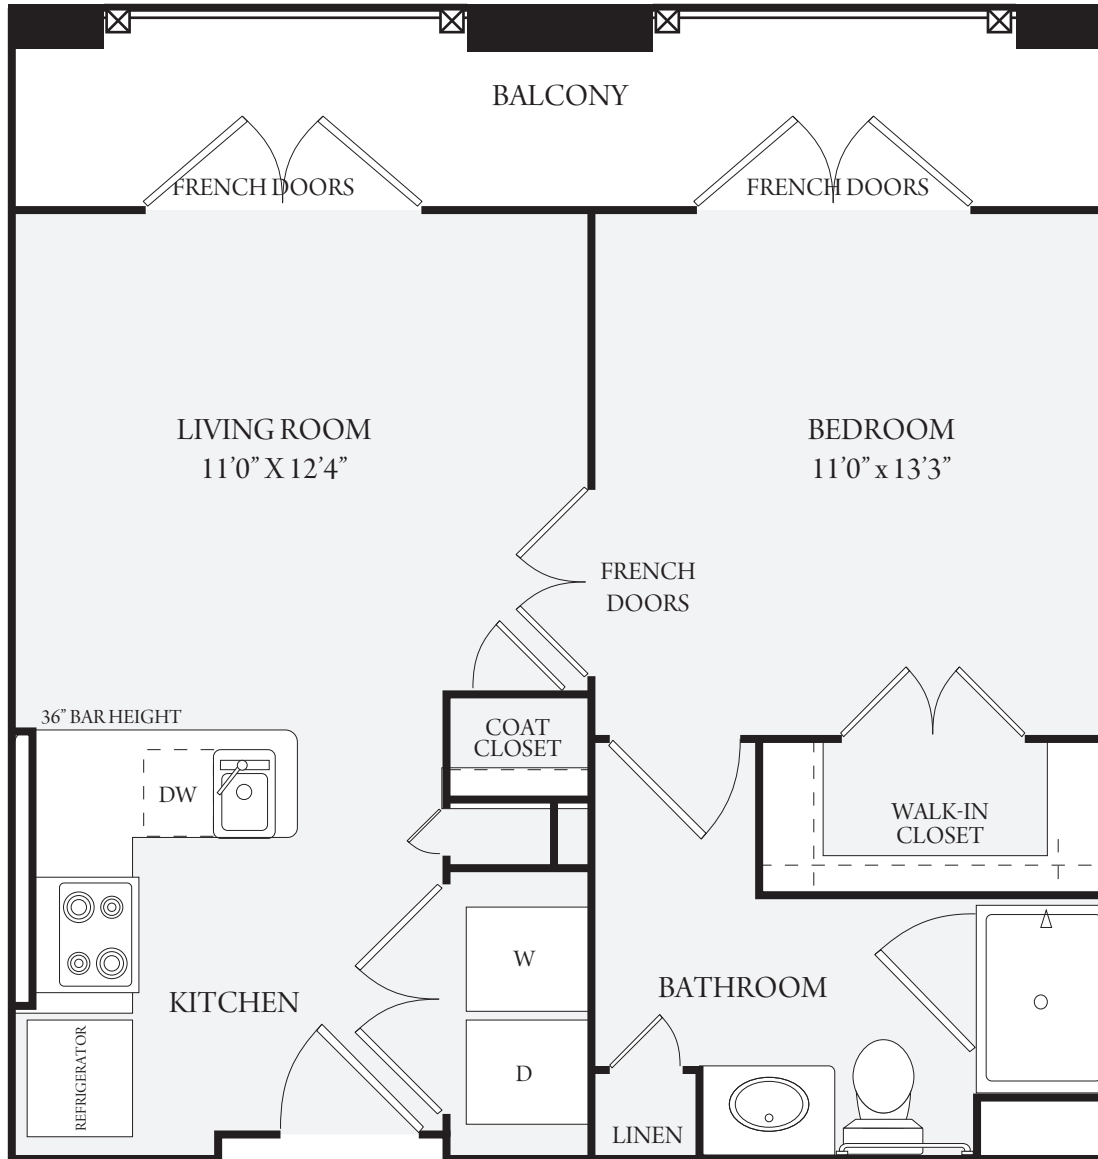 BALCONY
FRENCH DOORS
FRENCH DOORS
LIVING ROOM
11’0” X 12’4”
BEDROOM
11’0” x 13’3”
FRENCH
DOORS
36” BAR HEIGHT
COAT
CLOSET
DW
WALK-IN
CLOSET
W
BATHROOM
KITCHEN
REFRIGERATOR
D
LINEN